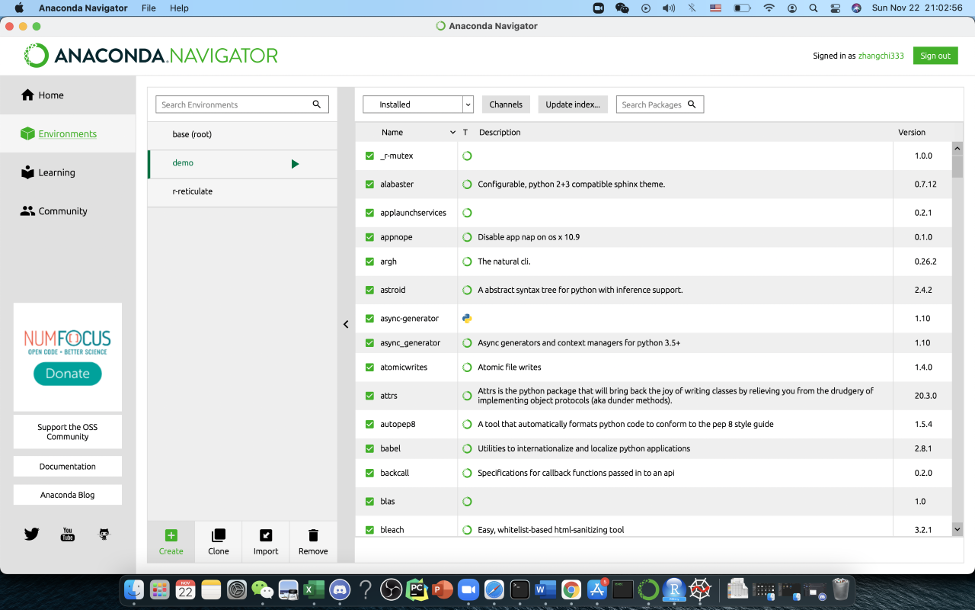 Anaconda Navigator File Help
Sun Nov 22 21:02:56
Anaconda Navigator
ANACONDA.NAVIGATOR
Signed in as zhangchi333
Sign out
Home
Environments
Learning
Community
NUMFOCUS
OPEN CODE = BETTER SCIENCE
Donate
Support the OSS
Community
Documentation
Anaconda Blog
You
Tube
Search Environments
base (root)
demo
r-reticulate
Create
Clone
Import
Remove
Installed
Channels
Update index...
Search Packages
Name T Description Version
_r-mutex 1.0.0
alabaster Configurable, python 2+3 compatible sphinx theme. 0.7.12
applaunchservices 0.2.1
appnope Disable app nap on os x 10.9 0.1.0
argh The natural cli. 0.26.2
astroid A abstract syntax tree for python with inference support. 2.4.2
async-generator 1.10
async_generator Async generators and context managers for python 3.5+ 1.10
atomicwrites Atomic file writes 1.4.0
attrs Attrs is the python package that will bring back the joy of writing classes by relieving you from the drudgery of
implementing object protocols (aka dunder methods). 20.3.0
autopep8 A tool that automatically formats python code to conform to the pep 8 style guide 1.5.4
babel Utilities to internationalize and localize python applications 2.8.1
backcall Specifications for callback functions passed in to an api 0.2.0
blas 1.0
bleach Easy, whitelist-based html-sanitizing tool 3.2.1
NOV
22